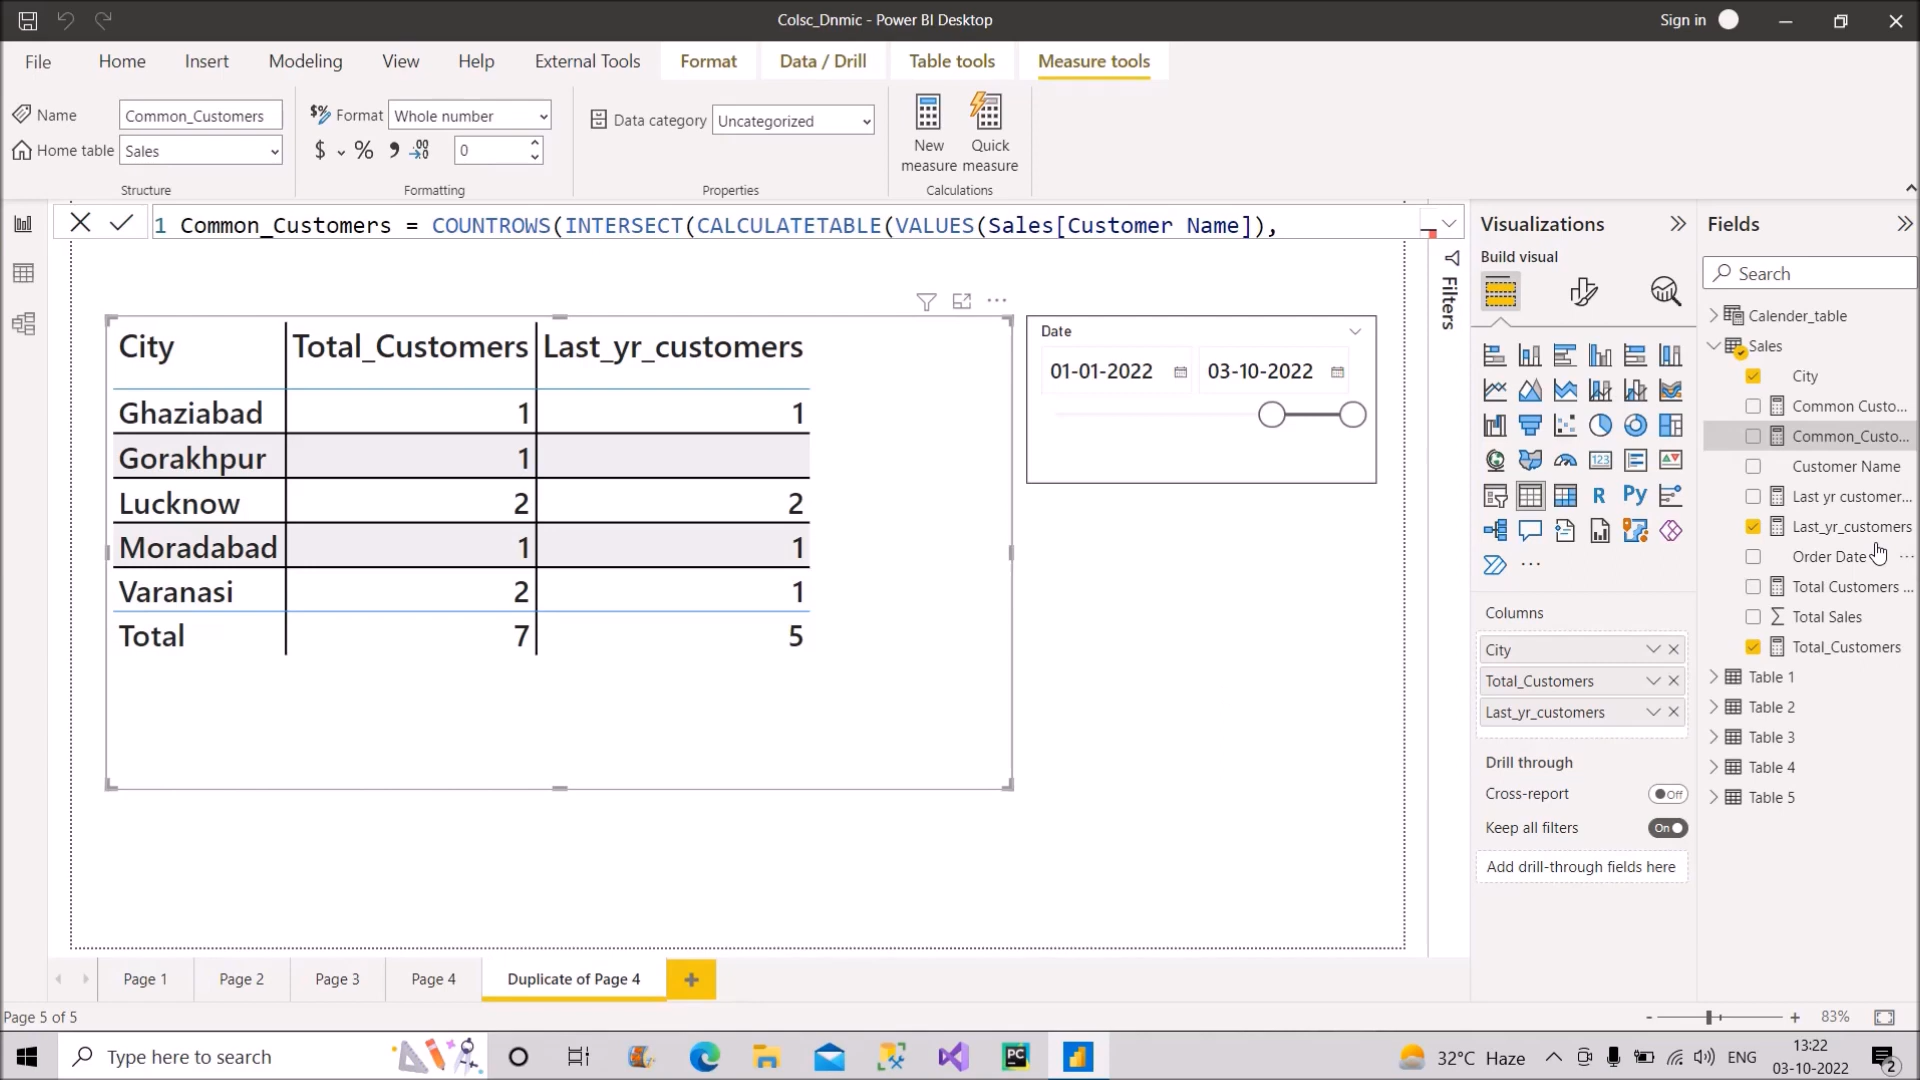 Colsc_Dnmic - Power BI Desktop
Sign in
File
Home
Insert
Modeling
View
Help
External Tools
Format
Data / Drill
Table tools
Measure tools
Name
Common_Customers
Home table
Sales
Structure
Format
Whole number
$
%
,
.00
0
Formatting
Data category
Uncategorized
Properties
New measure
Quick measure
Calculations
1 Common_Customers = COUNTROWS(INTERSECT(CALCULATETABLE(VALUES(Sales[Customer Name]),
City Total_Customers Last_yr_customers
Ghaziabad 1 1
Gorakhpur 1
Lucknow 2 2
Moradabad 1 1
Varanasi 2 1
Total 7 5
Date
01-01-2022 03-10-2022
Filters
Visualizations
Build visual
123
R
Py
...
Columns
City
Total_Customers
Last_yr_customers
Drill through
Cross-report Off
Keep all filters On
Add drill-through fields here
Fields
Search
Calender_table
Sales
City
Common Custo...
Common_Custo...
Customer Name
Last yr customer...
Last_yr_customers
Order Date
Total Customers ...
Total Sales
Total_Customers
Table 1
Table 2
Table 3
Table 4
Table 5
Page 1
Page 2
Page 3
Page 4
Duplicate of Page 4
Page 5 of 5
- + 83%
Type here to search
PC
32°C Haze
ENG
13:22
03-10-2022
2